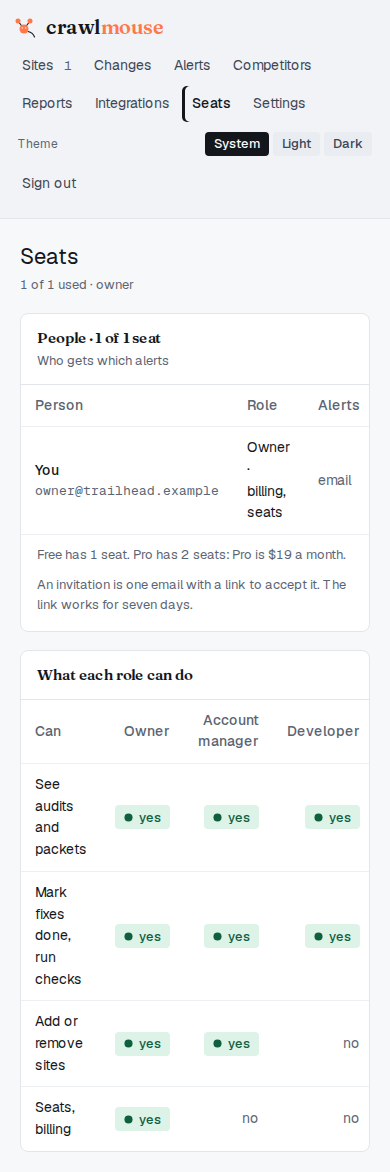 crawlmouse
Sites 1 Changes Alerts Competitors
Reports Integrations Seats Settings
Theme System Light Dark
Sign out
Seats
1 of 1 used · owner
People · 1 of 1 seat
Who gets which alerts
Person Role Alerts
You
owner@trailhead.example
Owner
·
billing,
seats
email
Free has 1 seat. Pro has 2 seats: Pro is $19 a month.
An invitation is one email with a link to accept it. The
link works for seven days.
What each role can do
Can Owner Account
manager Developer
See
audits
and
packets
yes yes yes
Mark
fixes
done,
run
checks
yes yes yes
Add or
remove
sites
yes yes no
Seats,
billing
yes no no